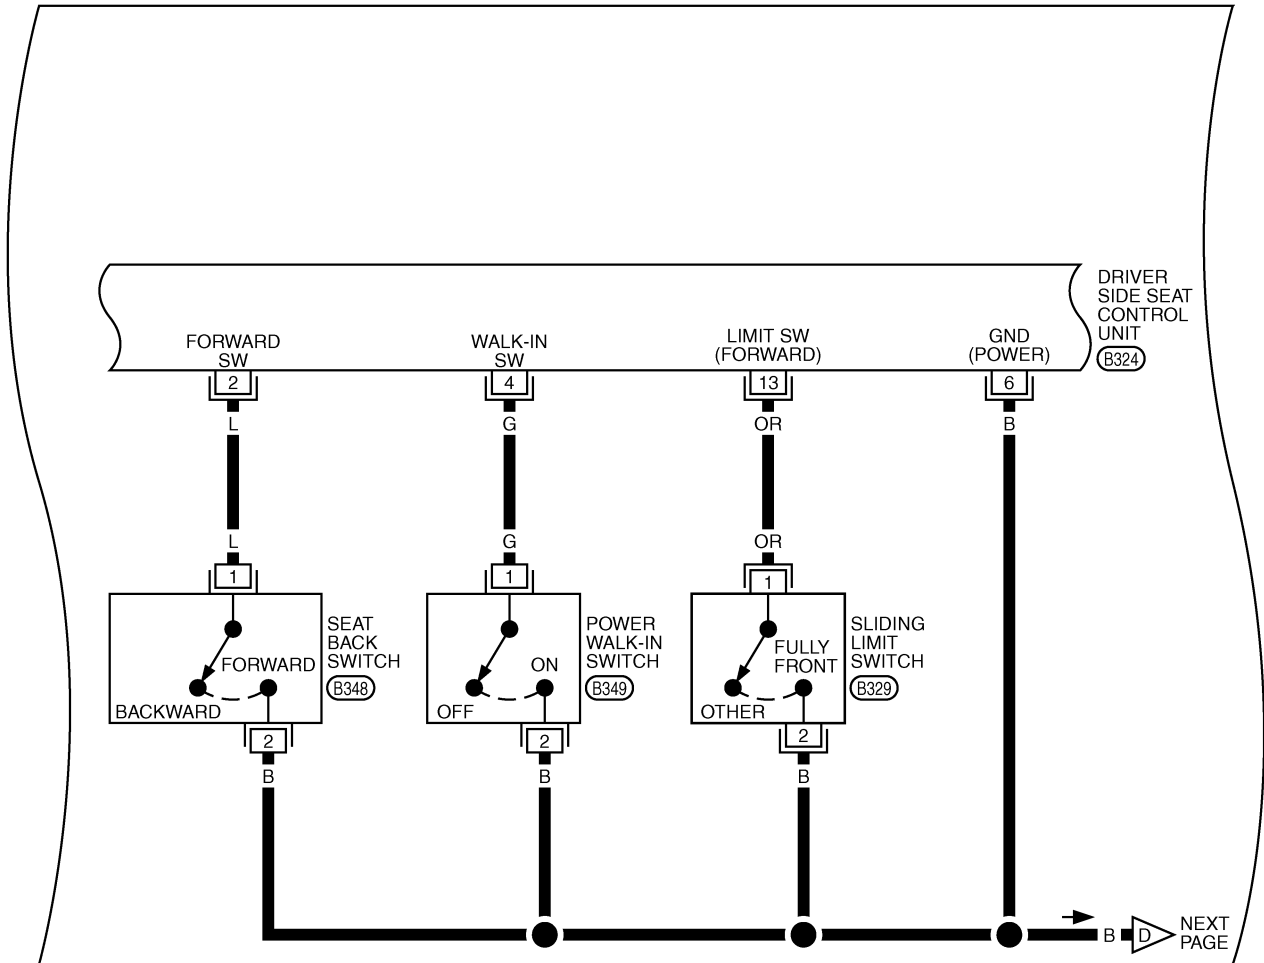 DRIVER
SIDE SEAT
CONTROL
UNIT
B324
FORWARD
SW
WALK-IN
SW
LIMIT SW
(FORWARD)
GND
(POWER)
2
4
13
6
L
G
OR
B
L
G
OR
1
1
1
SEAT
BACK
SWITCH
B348
FORWARD
BACKWARD
POWER
WALK-IN
SWITCH
B349
ON
OFF
SLIDING
LIMIT
SWITCH
B329
FULLY
FRONT
OTHER
2
2
2
B
B
B
B
D
NEXT
PAGE